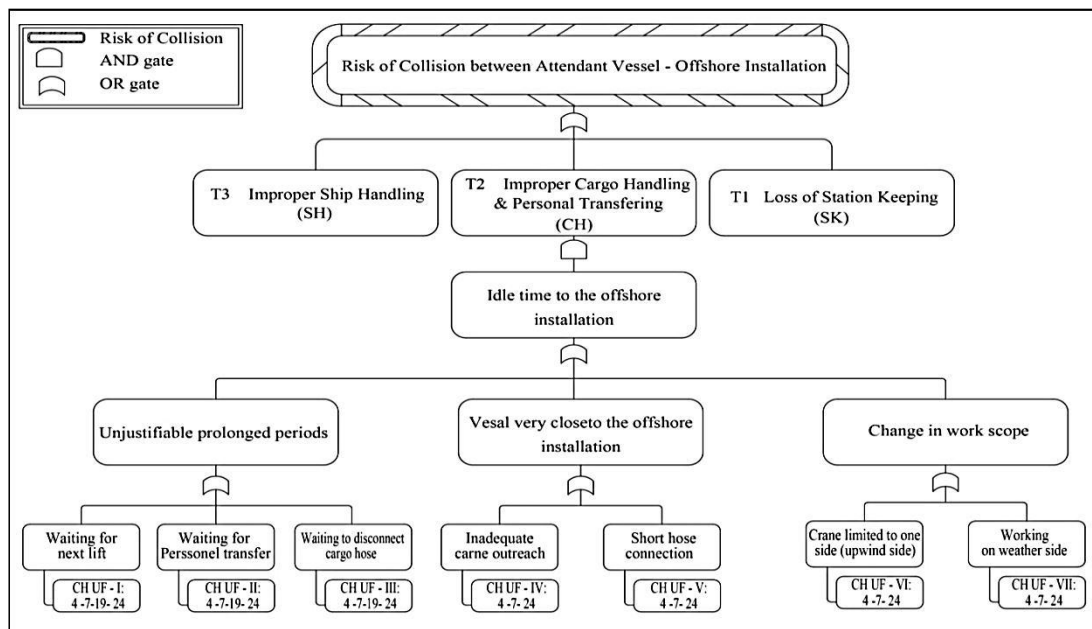 Risk of Collision
AND gate
OR gate
Risk of Collision between Attendant Vessel - Offshore Installation
T3 Improper Ship Handling
(SH)
T2 Improper Cargo Handling
& Personal Transfering
(CH)
T1 Loss of Station Keeping
(SK)
Idle time to the offshore
installation
Unjustifiable prolonged periods
Vesal very closeto the offshore
installation
Change in work scope
Waiting for
next lift
Waiting for
Perssonel transfer
Waiting to disconnect
cargo hose
Inadequate
carne outreach
Short hose
connection
Crane limited to one
side (upwind side)
Working
on weather side
CH UF - I:
4 -7-19- 24
CH UF - II:
4 -7-19- 24
CH UF - III:
4 -7-19- 24
CH UF - IV:
4 -7- 24
CH UF - V:
4 -7- 24
CH UF - VI:
4 -7- 24
CH UF - VII:
4 -7- 24